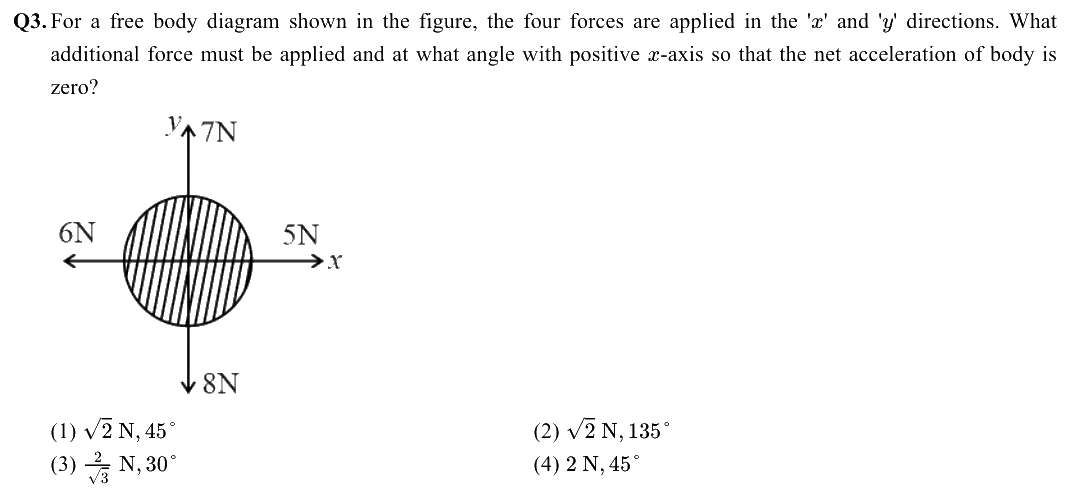 Q3. For a free body diagram shown in the figure, the four forces are applied in the 'x' and 'y' directions. What
additional force must be applied and at what angle with positive x-axis so that the net acceleration of body is
zero?
y 7N
6N 5N
x
8N
(1) √2 N, 45° (2) √2 N, 135°
(3) 2/√3 N, 30° (4) 2 N, 45°